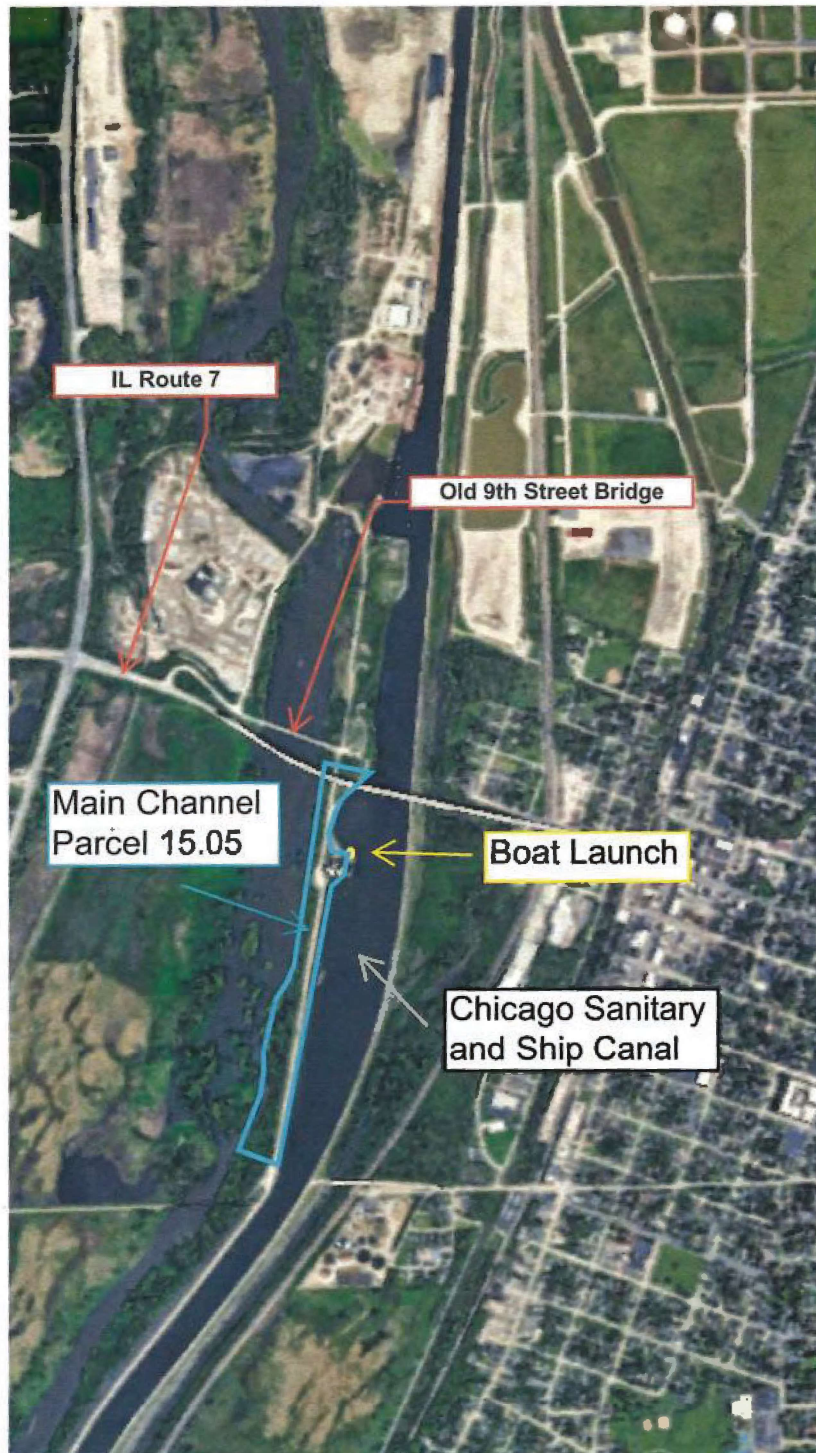 IL Route 7
Old 9th Street Bridge
Main Channel
Parcel 15.05
Boat Launch
Chicago Sanitary
and Ship Canal